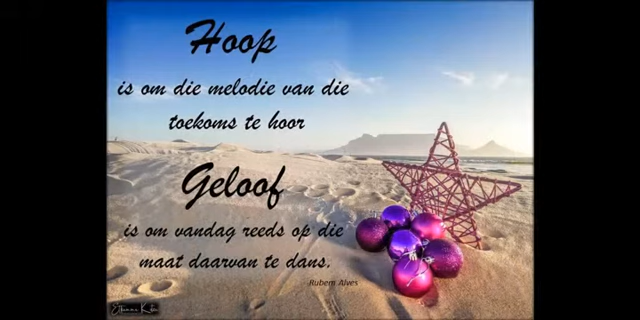 Hoop
is om die melodie van die
toekoms te hoor
Geloof
is om vandag reeds op die
maat daarvan te dans.
Rubem Alves